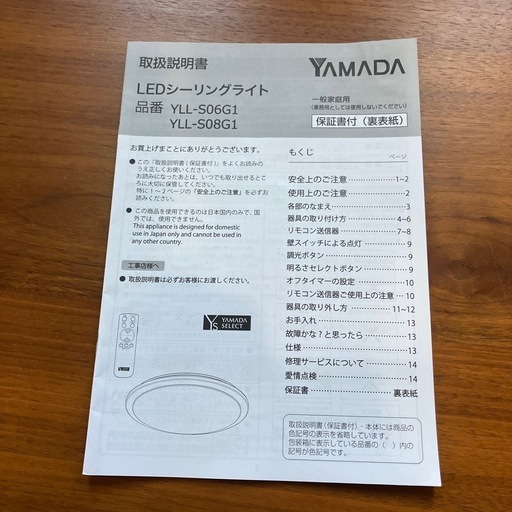 取扱説明書
LEDシーリングライト
品番 YLL-S06G1
YLL-S08G1
YAMADA
一般家庭用
(業務用としては使用しないでください)
保証書付(裏表紙)
お買上げまことにありがとうございます。
● この「取扱説明書(保証書付)」をよくお読みの
うえ正しくお使いください。
お読みになったあとは、いつでも取り出せるとこ
ろに大切に保管してください。
特に1〜2ページの「安全上のご注意」を必ずお
読みください。
● この商品を使用できるのは日本国内のみで、国
外では、使用できません。
This appliance is designed for domestic
use in Japan only and cannot be used in
any other country.
工事店様へ
● 取扱説明書は必ずお客様にお渡しください。
YS YAMADA
SELECT
もくじ ページ
安全上のご注意 1−2
使用上のご注意 2
各部のなまえ 3
器具の取り付け方 4−6
リモコン送信器 7−8
壁スイッチによる点灯 9
調光ボタン 9
明るさセレクトボタン 9
オフタイマーの設定 10
リモコン送信器ご使用上の注意 10
器具の取り外し方 11−12
お手入れ 13
故障かな?と思ったら 13
仕様 13
修理サービスについて 14
愛情点検 14
保証書 裏表紙
取扱説明書(保証書付)・本体には商品の
色記号の表示を省略しています。
包装箱に表示している品番の( )内の
記号が色記号です。